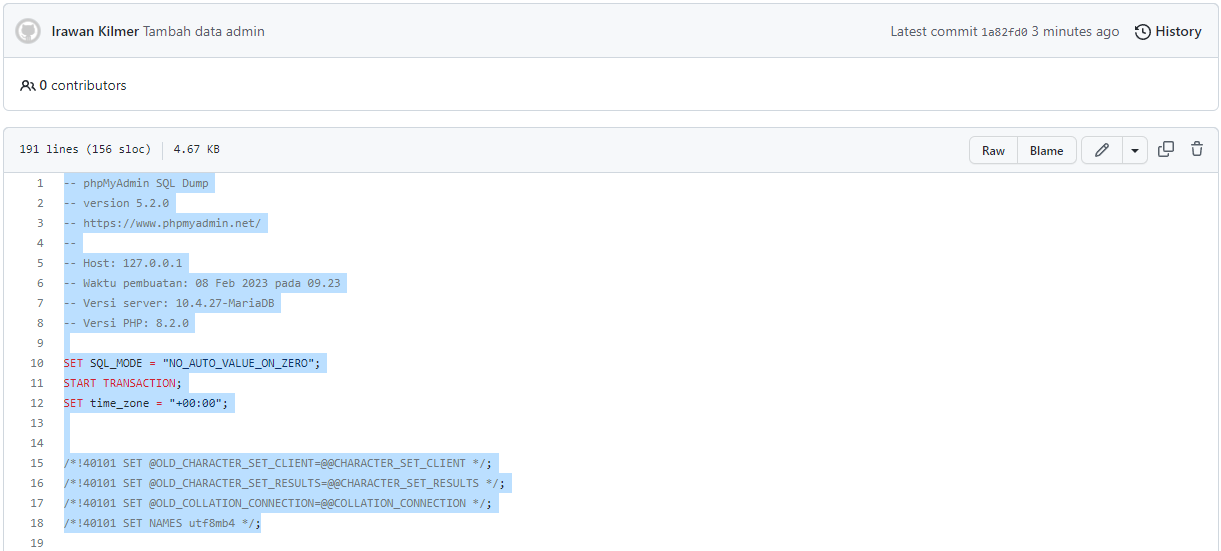 Irawan Kilmer Tambah data admin Latest commit 1a82fd0 3 minutes ago History
0 contributors
191 lines (156 sloc) 4.67 KB Raw Blame
1 -- phpMyAdmin SQL Dump
2 -- version 5.2.0
3 -- https://www.phpmyadmin.net/
4 --
5 -- Host: 127.0.0.1
6 -- Waktu pembuatan: 08 Feb 2023 pada 09.23
7 -- Versi server: 10.4.27-MariaDB
8 -- Versi PHP: 8.2.0
9
10 SET SQL_MODE = "NO_AUTO_VALUE_ON_ZERO";
11 START TRANSACTION;
12 SET time_zone = "+00:00";
13
14
15 /*!40101 SET @OLD_CHARACTER_SET_CLIENT=@@CHARACTER_SET_CLIENT */;
16 /*!40101 SET @OLD_CHARACTER_SET_RESULTS=@@CHARACTER_SET_RESULTS */;
17 /*!40101 SET @OLD_COLLATION_CONNECTION=@@COLLATION_CONNECTION */;
18 /*!40101 SET NAMES utf8mb4 */;
19